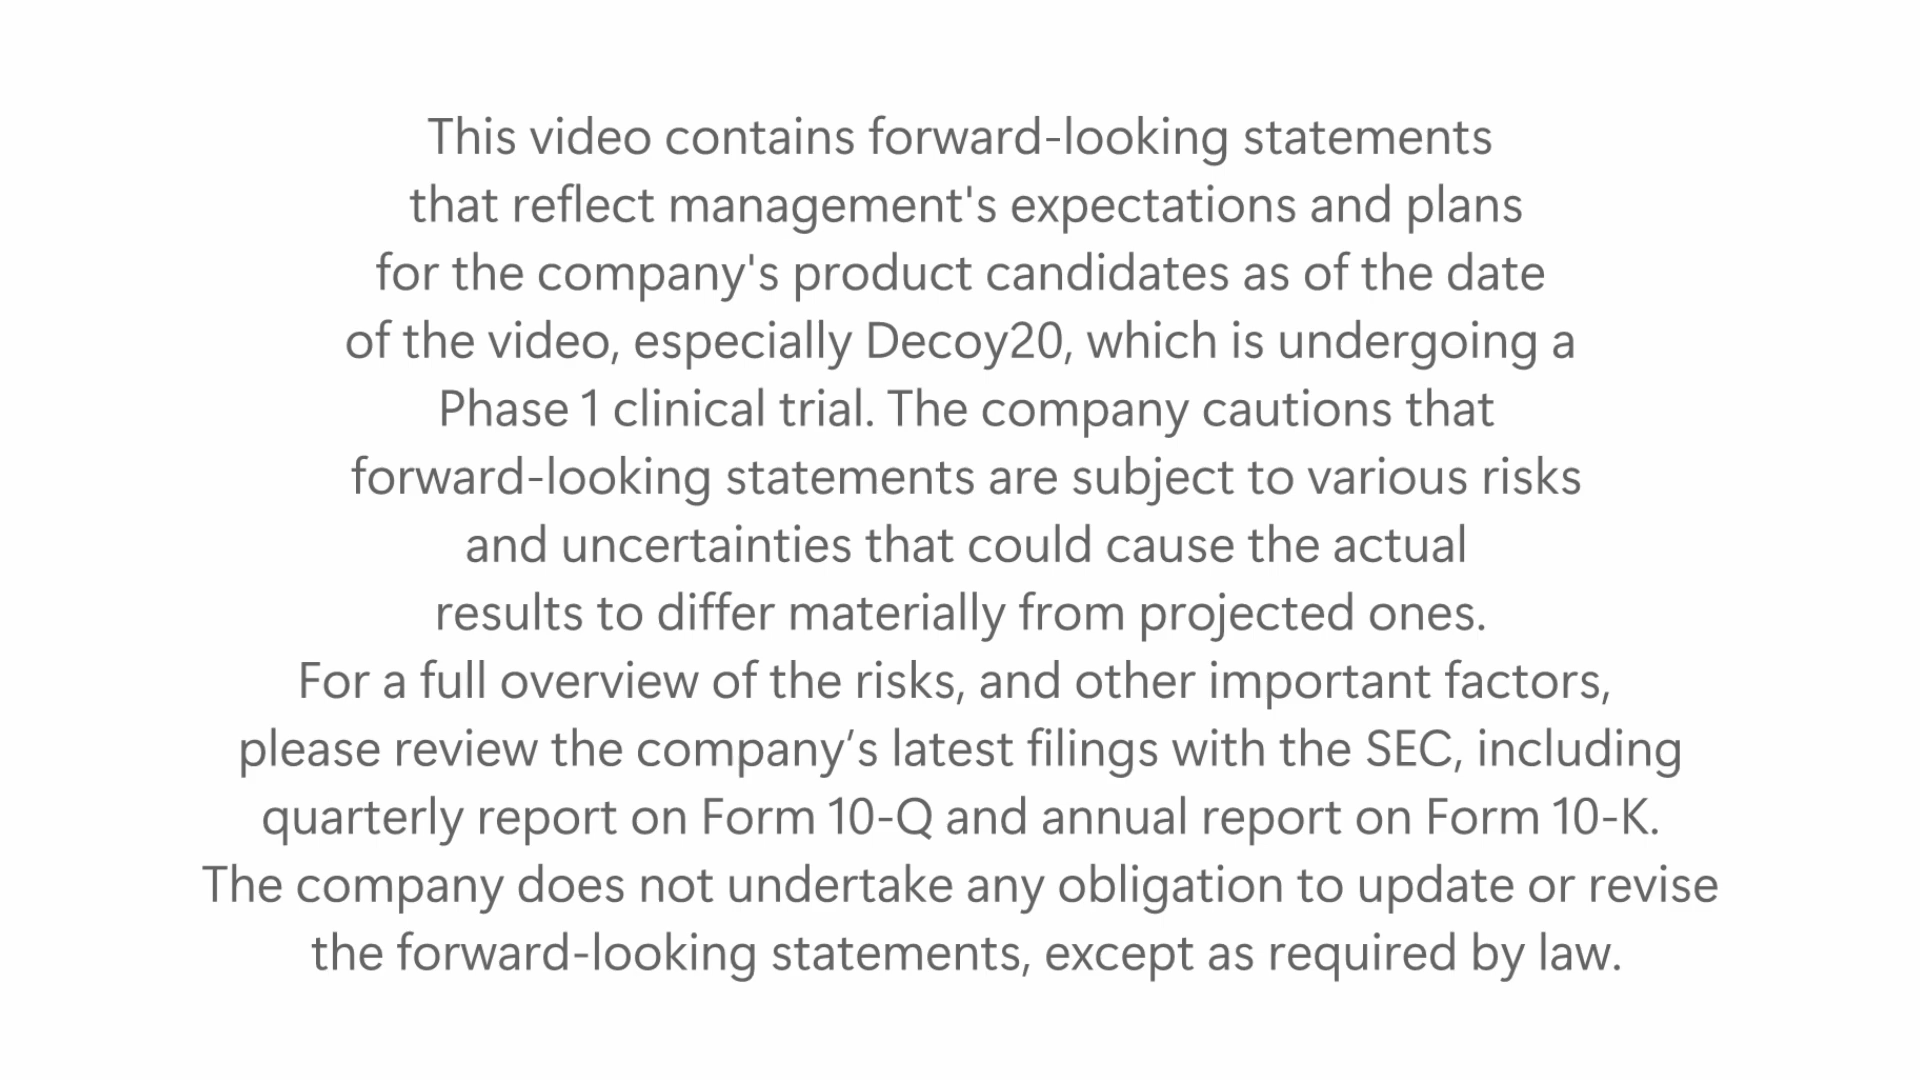 This video contains forward-looking statements
that reflect management's expectations and plans
for the company's product candidates as of the date
of the video, especially Decoy20, which is undergoing a
Phase 1 clinical trial. The company cautions that
forward-looking statements are subject to various risks
and uncertainties that could cause the actual
results to differ materially from projected ones.
For a full overview of the risks, and other important factors,
please review the company’s latest filings with the SEC, including
quarterly report on Form 10-Q and annual report on Form 10-K.
The company does not undertake any obligation to update or revise
the forward-looking statements, except as required by law.